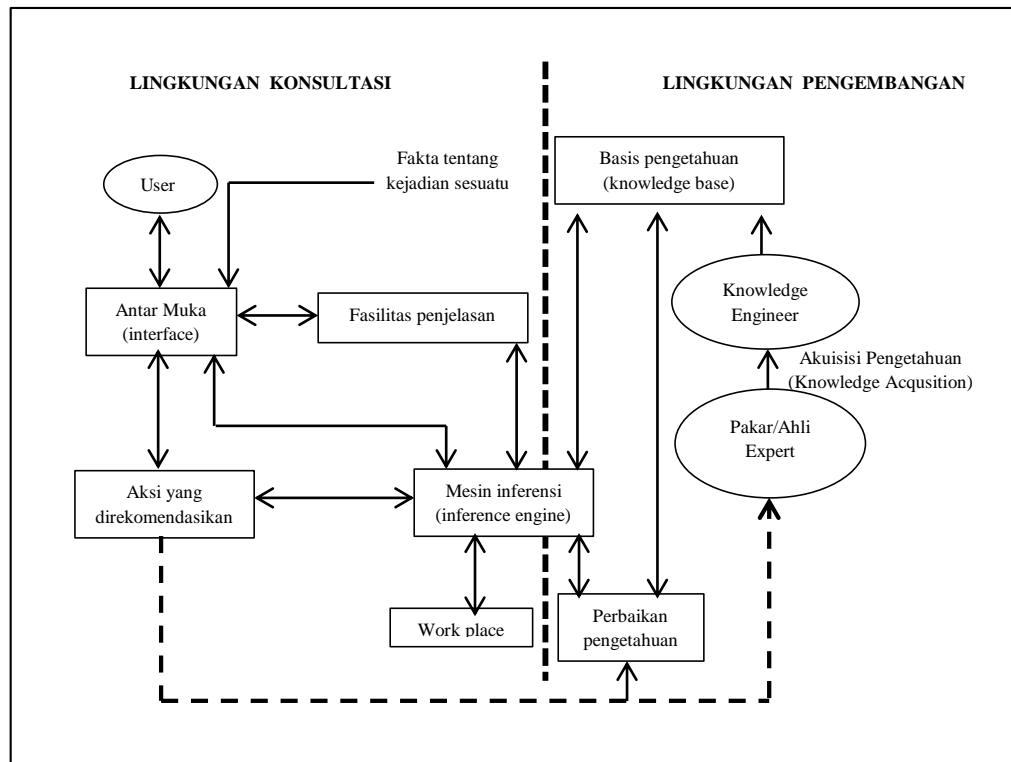 LINGKUNGAN KONSULTASI
LINGKUNGAN PENGEMBANGAN
User
Fakta tentang
kejadian sesuatu
Basis pengetahuan
(knowledge base)
Antar Muka
(interface)
Fasilitas penjelasan
Knowledge
Engineer
Akuisisi Pengetahuan
(Knowledge Acqusition)
Pakar/Ahli
Expert
Aksi yang
direkomendasikan
Mesin inferensi
(inference engine)
Work place
Perbaikan
pengetahuan